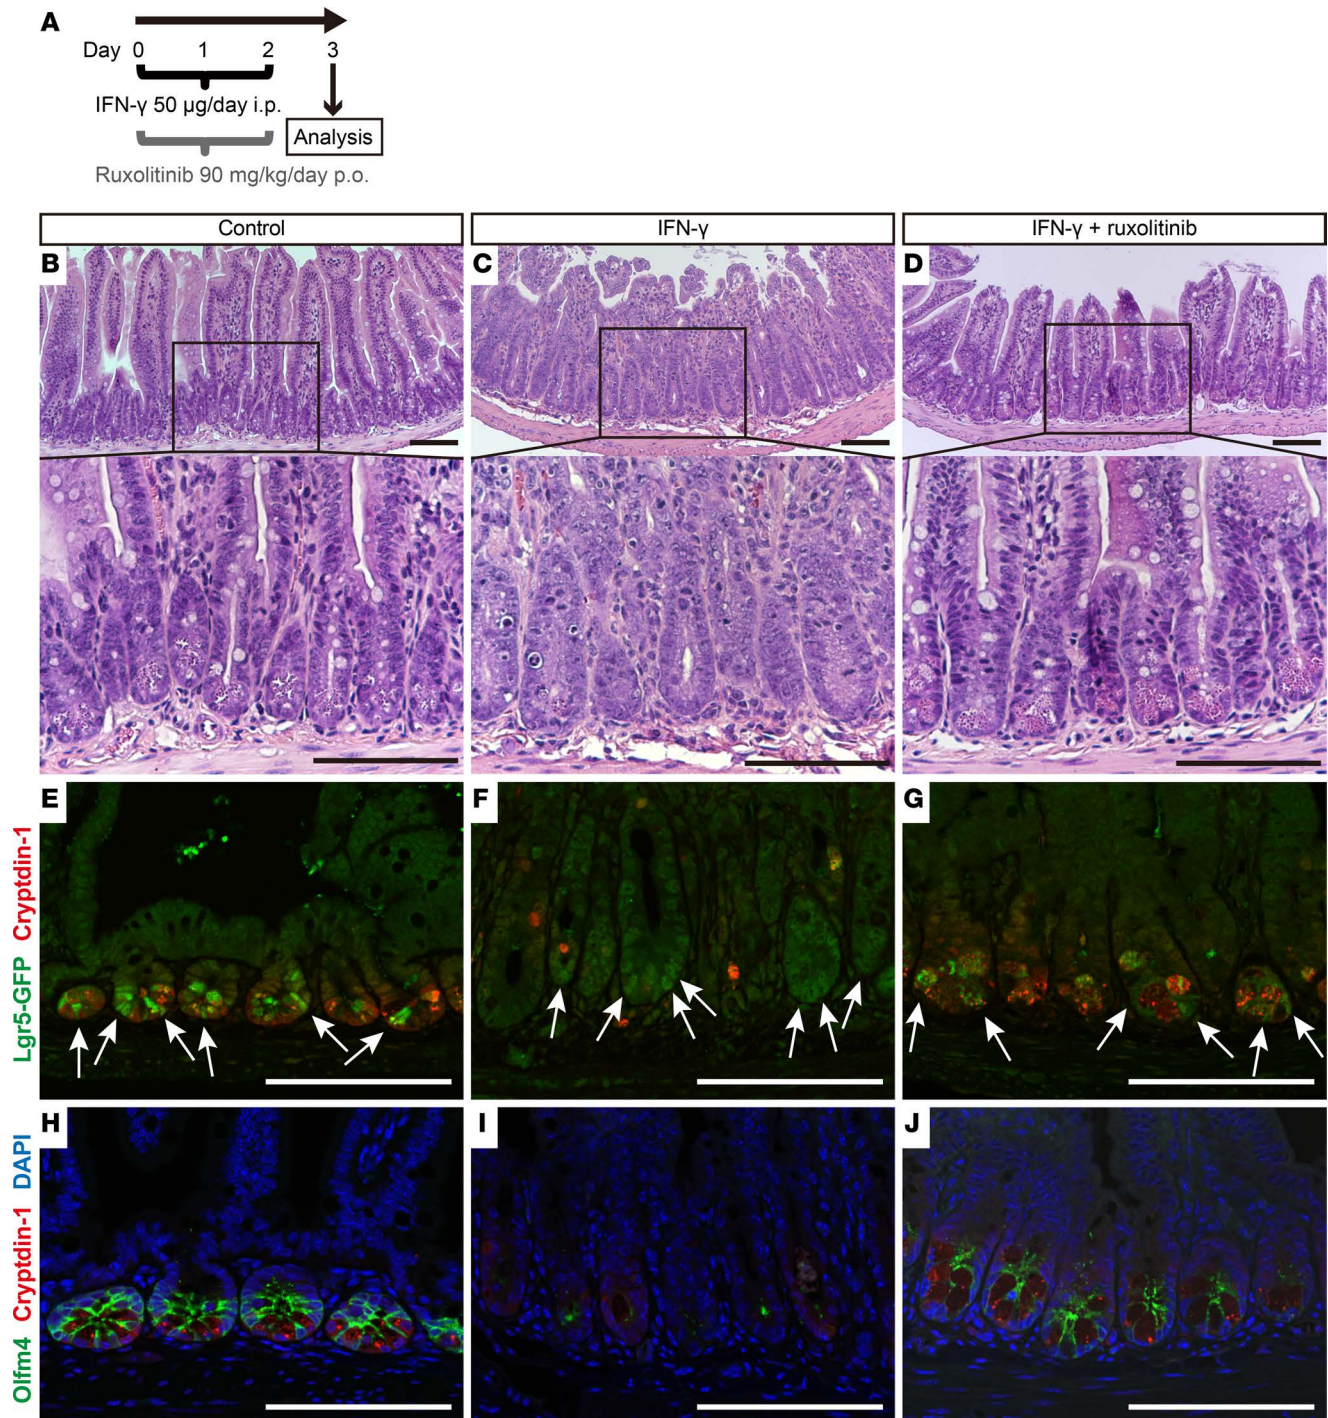 A
Day 0 1 2 3
IFN-γ 50 µg/day i.p.
Analysis
Ruxolitinib 90 mg/kg/day p.o.
Control
IFN-γ
IFN-γ + ruxolitinib
B
C
D
Lgr5-GFP Cryptdin-1
E
F
G
Olfm4 Cryptdin-1 DAPI
H
I
J